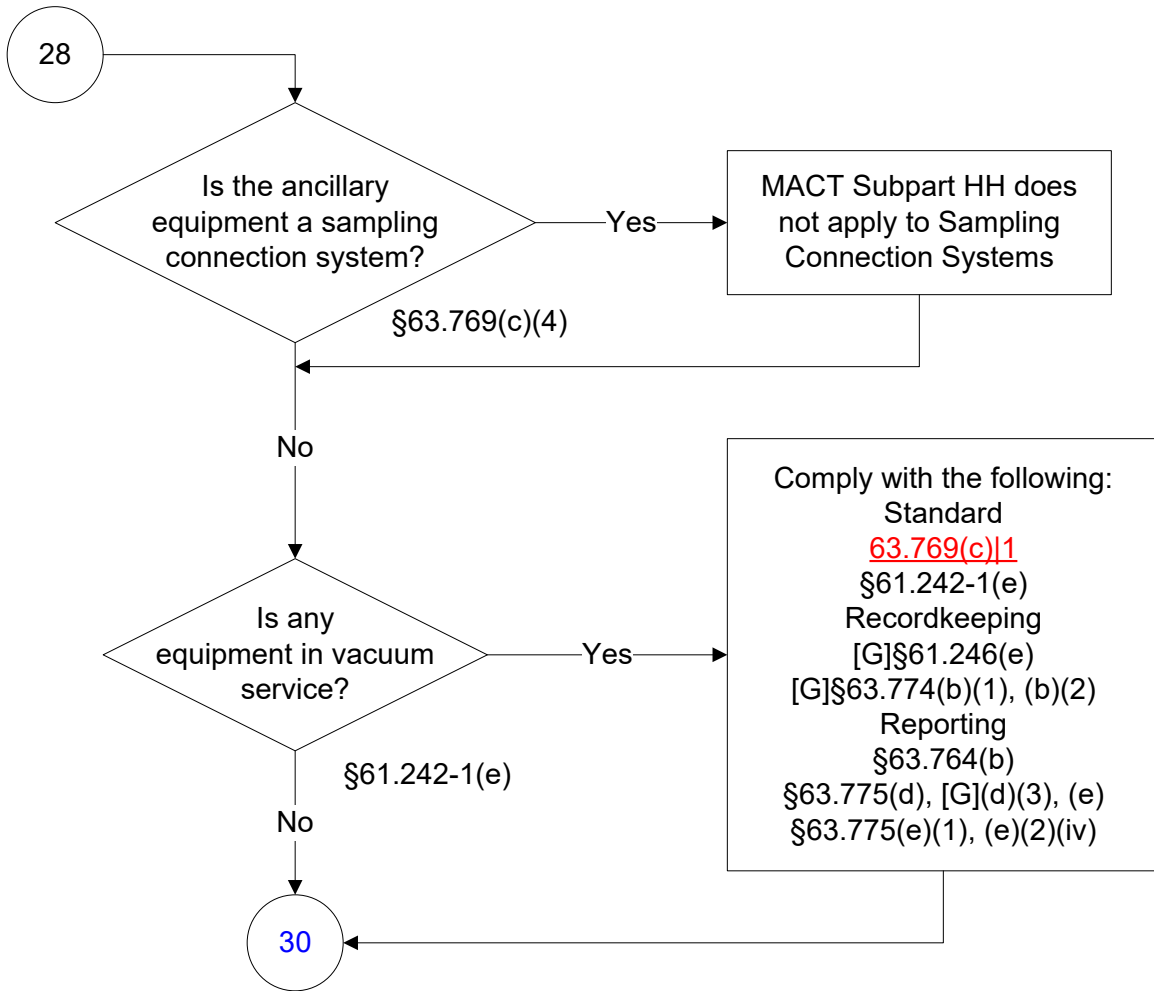 28
Is the ancillary
equipment a sampling
connection system?
Yes
MACT Subpart HH does
not apply to Sampling
Connection Systems
§63.769(c)(4)
No
Is any
equipment in vacuum
service?
Yes
Comply with the following:
Standard
63.769(c)|1
§61.242-1(e)
Recordkeeping
[G]§61.246(e)
[G]§63.774(b)(1), (b)(2)
Reporting
§63.764(b)
§63.775(d), [G](d)(3), (e)
§63.775(e)(1), (e)(2)(iv)
§61.242-1(e)
No
30